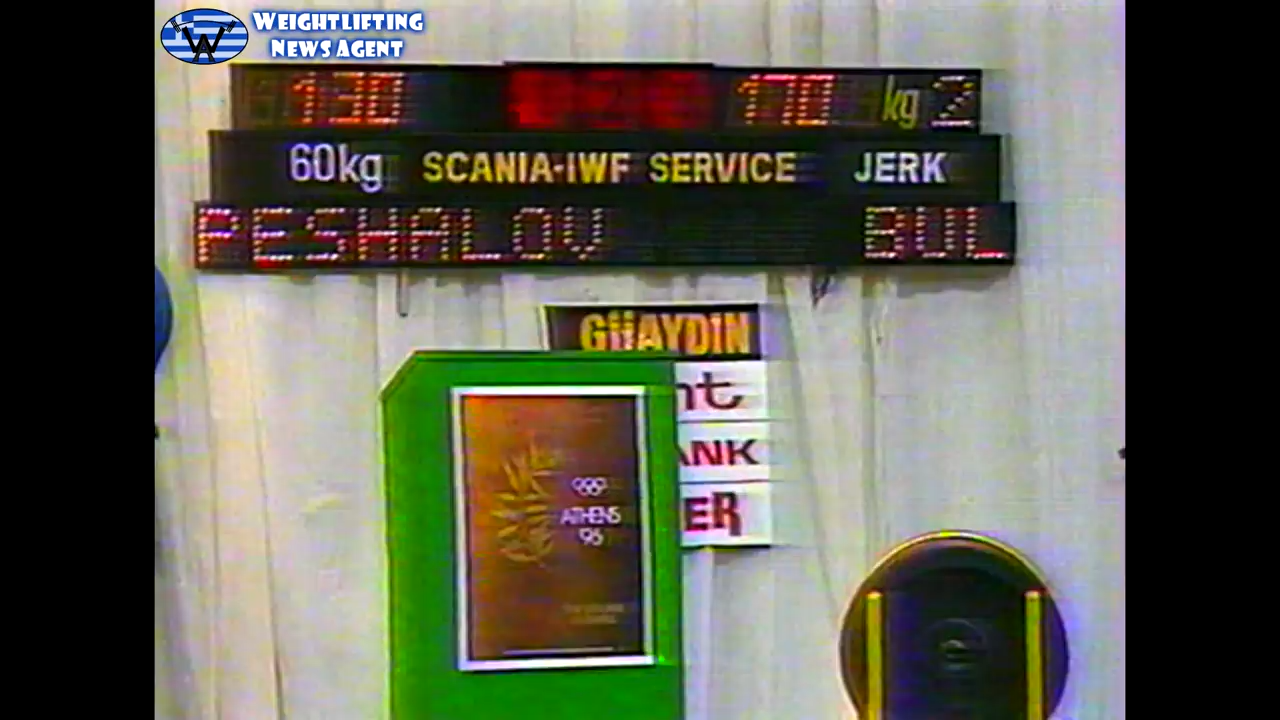 WEIGHTLIFTING
NEWS AGENT
130 170 kg 2
60kg SCANIA-IWF SERVICE JERK
PESHALOV BUL
GÜAYDIN
nt
ANK
ER
ATHENS
96